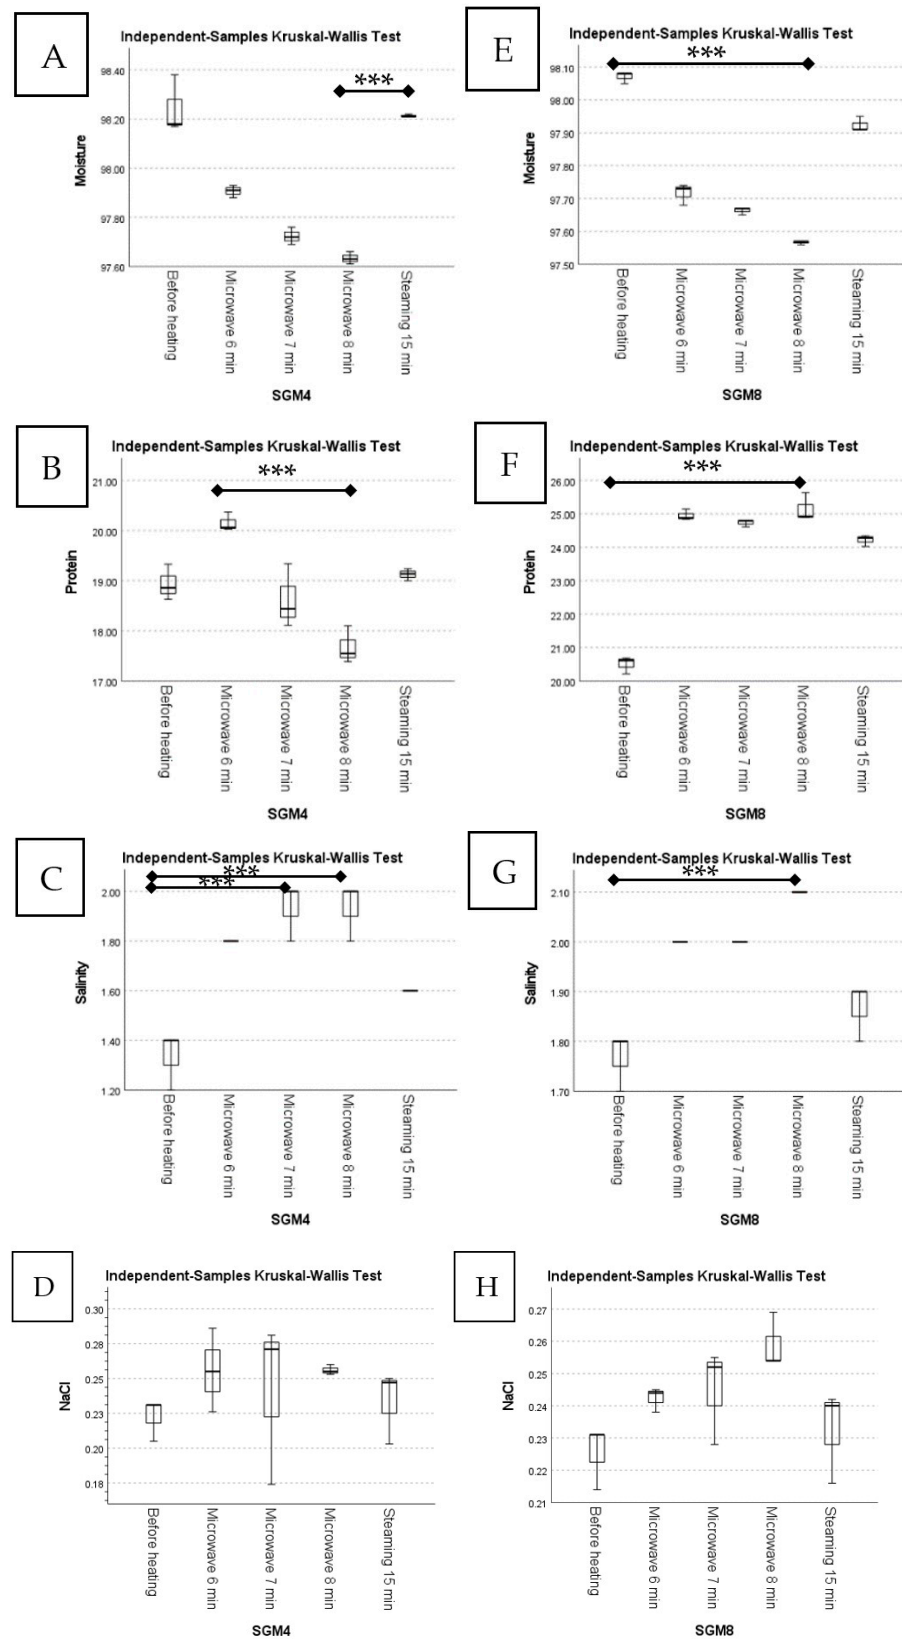 A
Independent-Samples Kruskal-Wallis Test
***
98.40
98.20
98.00
97.80
97.60
Moisture
Before heating
Microwave 6 min
Microwave 7 min
Microwave 8 min
Steaming 15 min
SGM4
E
Independent-Samples Kruskal-Wallis Test
***
98.10
98.00
97.90
97.80
97.70
97.60
97.50
Moisture
Before heating
Microwave 6 min
Microwave 7 min
Microwave 8 min
Steaming 15 min
SGM8
B
Independent-Samples Kruskal-Wallis Test
***
21.00
20.00
19.00
18.00
17.00
Protein
Before heating
Microwave 6 min
Microwave 7 min
Microwave 8 min
Steaming 15 min
SGM4
F
Independent-Samples Kruskal-Wallis Test
***
26.00
25.00
24.00
23.00
22.00
21.00
20.00
Protein
Before heating
Microwave 6 min
Microwave 7 min
Microwave 8 min
Steaming 15 min
SGM8
C
Independent-Samples Kruskal-Wallis Test
***
***
2.00
1.80
1.60
1.40
1.20
Salinity
Before heating
Microwave 6 min
Microwave 7 min
Microwave 8 min
Steaming 15 min
SGM4
G
Independent-Samples Kruskal-Wallis Test
***
2.10
2.00
1.90
1.80
1.70
Salinity
Before heating
Microwave 6 min
Microwave 7 min
Microwave 8 min
Steaming 15 min
SGM8
D
Independent-Samples Kruskal-Wallis Test
0.30
0.28
0.25
0.23
0.20
0.18
NaCl
Before heating
Microwave 6 min
Microwave 7 min
Microwave 8 min
Steaming 15 min
SGM4
H
Independent-Samples Kruskal-Wallis Test
0.27
0.26
0.25
0.24
0.23
0.22
0.21
NaCl
Before heating
Microwave 6 min
Microwave 7 min
Microwave 8 min
Steaming 15 min
SGM8